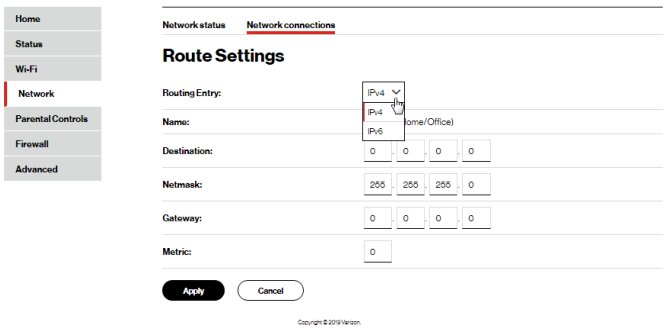 Home
Status
Wi-Fi
Network
Parental Controls
Firewall
Advanced
Network status Network connections
Route Settings
Routing Entry: IPv4
IPv4
IPv6
Name: ome/Office)
Destination: 0 . 0 . 0 . 0
Netmask: 255 . 255 . 255 . 0
Gateway: 0 . 0 . 0 . 0
Metric: 0
Apply Cancel
Copyright © 2019 Verizon.